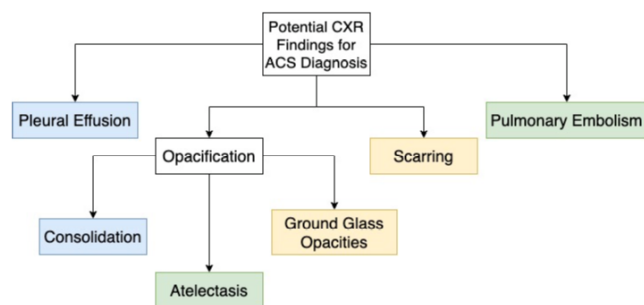 Potential CXR
Findings for
ACS Diagnosis
Pleural Effusion
Pulmonary Embolism
Opacification
Scarring
Consolidation
Ground Glass
Opacities
Atelectasis